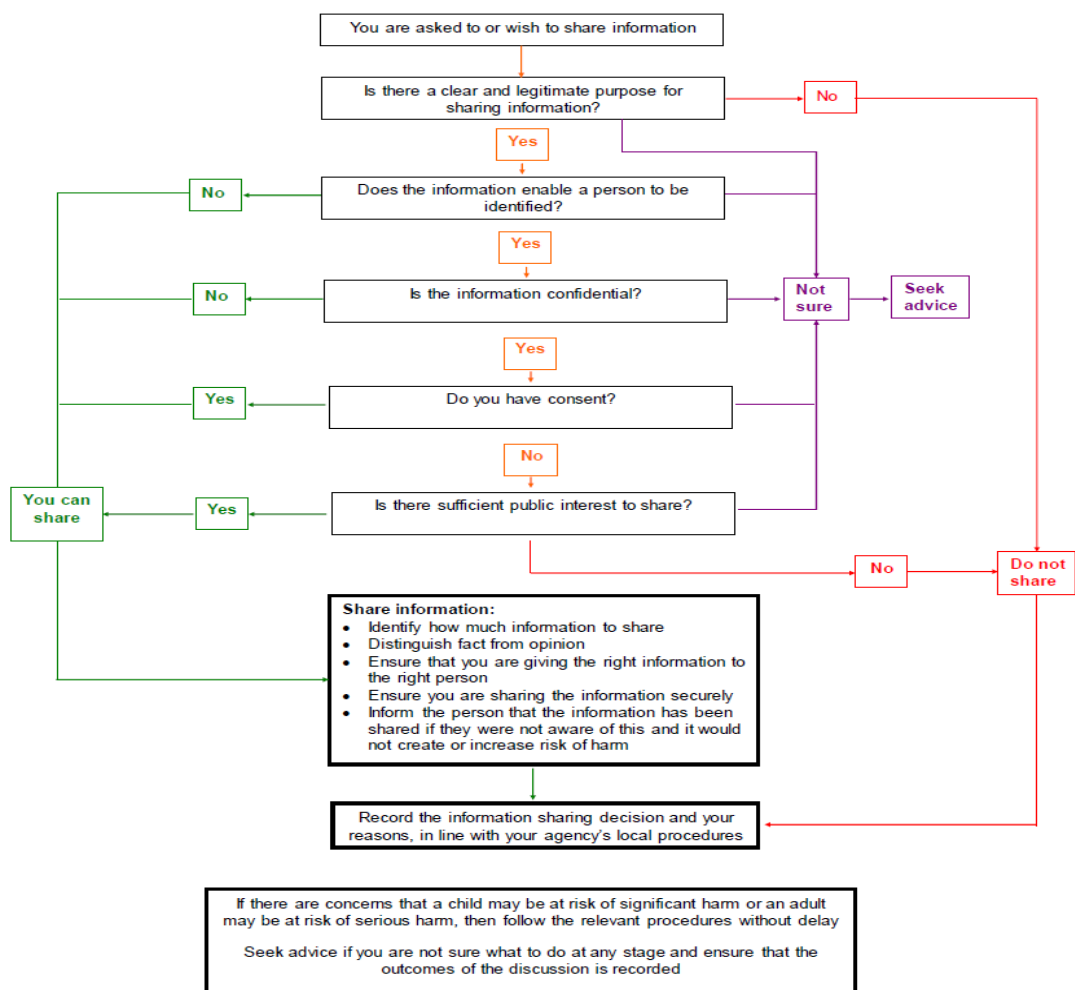 You are asked to or wish to share information
Is there a clear and legitimate purpose for
sharing information?
No
Yes
Does the information enable a person to be
identified?
No
Yes
Is the information confidential?
No
Not
sure
Seek
advice
Yes
Do you have consent?
Yes
No
Is there sufficient public interest to share?
Yes
You can
share
No
Do not
share
Share information:
• Identify how much information to share
• Distinguish fact from opinion
• Ensure that you are giving the right information to
the right person
• Ensure you are sharing the information securely
• Inform the person that the information has been
shared if they were not aware of this and it would
not create or increase risk of harm
Record the information sharing decision and your
reasons, in line with your agency's local procedures
If there are concerns that a child may be at risk of significant harm or an adult
may be at risk of serious harm, then follow the relevant procedures without delay
Seek advice if you are not sure what to do at any stage and ensure that the
outcomes of the discussion is recorded